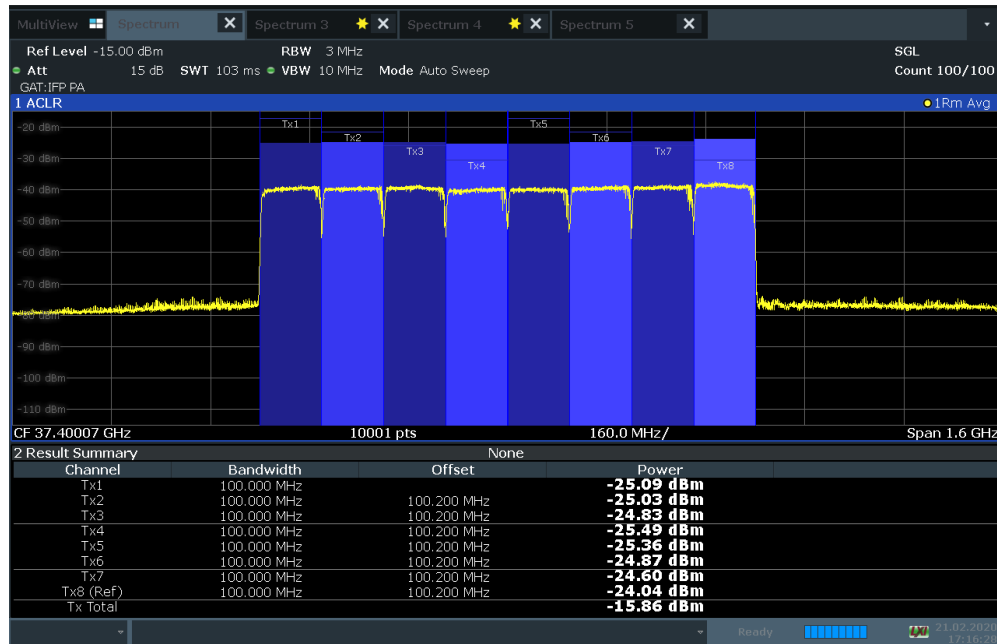 MultiView Spectrum X Spectrum 3 X Spectrum 4 X Spectrum 5 X
Ref Level -15.00 dBm RBW 3 MHz SGL
Att 15 dB SWT 103 ms VBW 10 MHz Mode Auto Sweep Count 100/100
GAT:IFP PA
1 ACLR 1Rm Avg
Tx1 Tx5
-20 dBm
Tx2 Tx6
Tx3 Tx7
-30 dBm
Tx4 Tx8
-40 dBm
-50 dBm
-60 dBm
-70 dBm
-80 dBm
-90 dBm
-100 dBm
-110 dBm
CF 37.40007 GHz 10001 pts 160.0 MHz/ Span 1.6 GHz
2 Result Summary None
Channel Bandwidth Offset Power
Tx1 100.000 MHz -25.09 dBm
Tx2 100.000 MHz 100.200 MHz -25.03 dBm
Tx3 100.000 MHz 100.200 MHz -24.83 dBm
Tx4 100.000 MHz 100.200 MHz -25.49 dBm
Tx5 100.000 MHz 100.200 MHz -25.36 dBm
Tx6 100.000 MHz 100.200 MHz -24.87 dBm
Tx7 100.000 MHz 100.200 MHz -24.60 dBm
Tx8 (Ref) 100.000 MHz 100.200 MHz -24.04 dBm
Tx Total -15.86 dBm
Ready LXI 21.02.2020
17:16:28